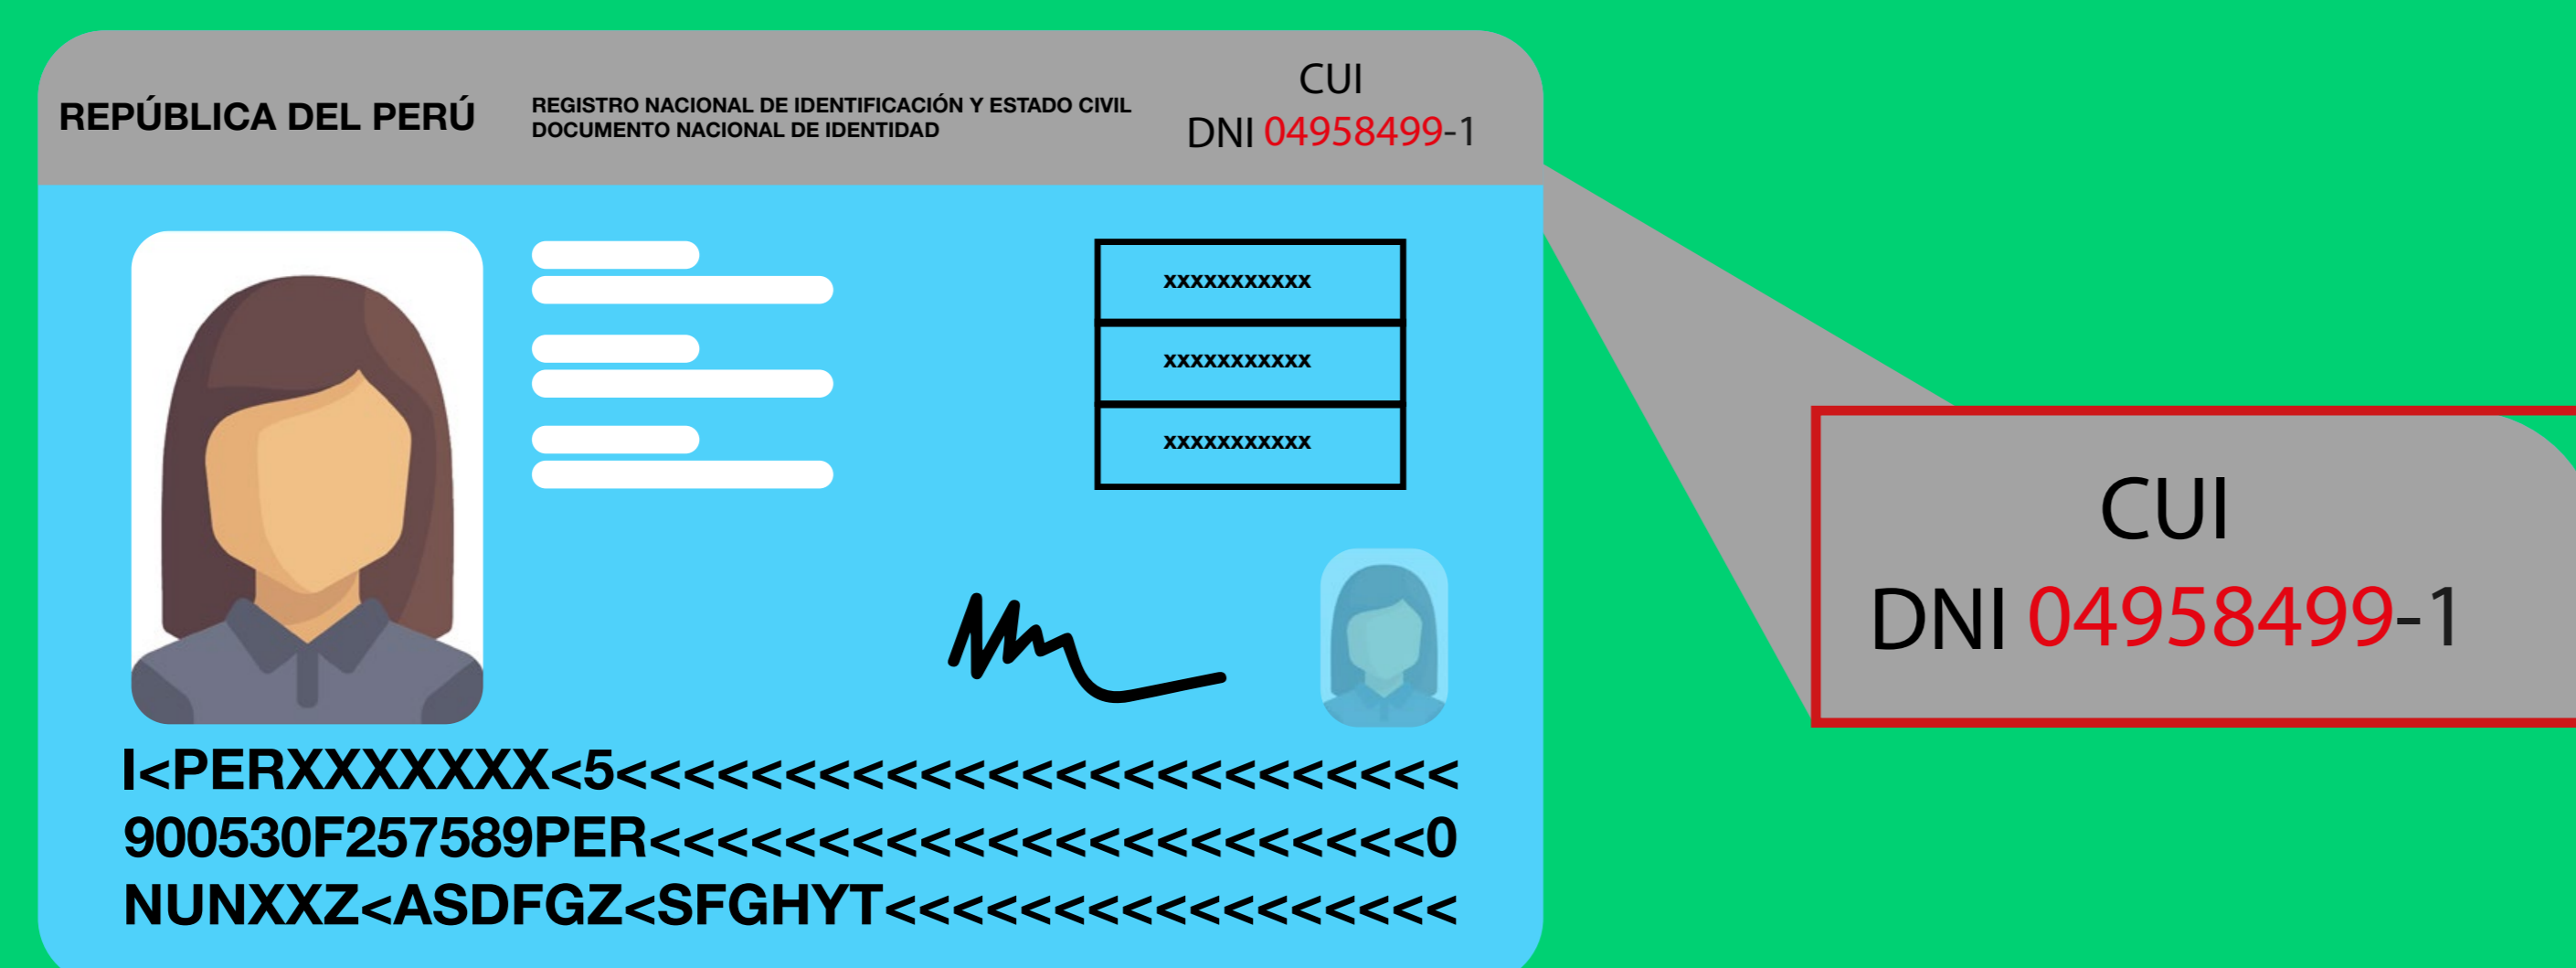 REPÚBLICA DEL PERÚ
REGISTRO NACIONAL DE IDENTIFICACIÓN Y ESTADO CIVIL
DOCUMENTO NACIONAL DE IDENTIDAD
CUI
DNI 04958499-1
xxxxxxxxxxx
xxxxxxxxxxx
xxxxxxxxxxx
CUI
DNI 04958499-1
I<PERXXXXXXX<5<<<<<<<<<<<<<<<<<<<<<<<<<
900530F257589PER<<<<<<<<<<<<<<<<<<<<<<<0
NUNXXZ<ASDFGZ<SFGHYT<<<<<<<<<<<<<<<<<